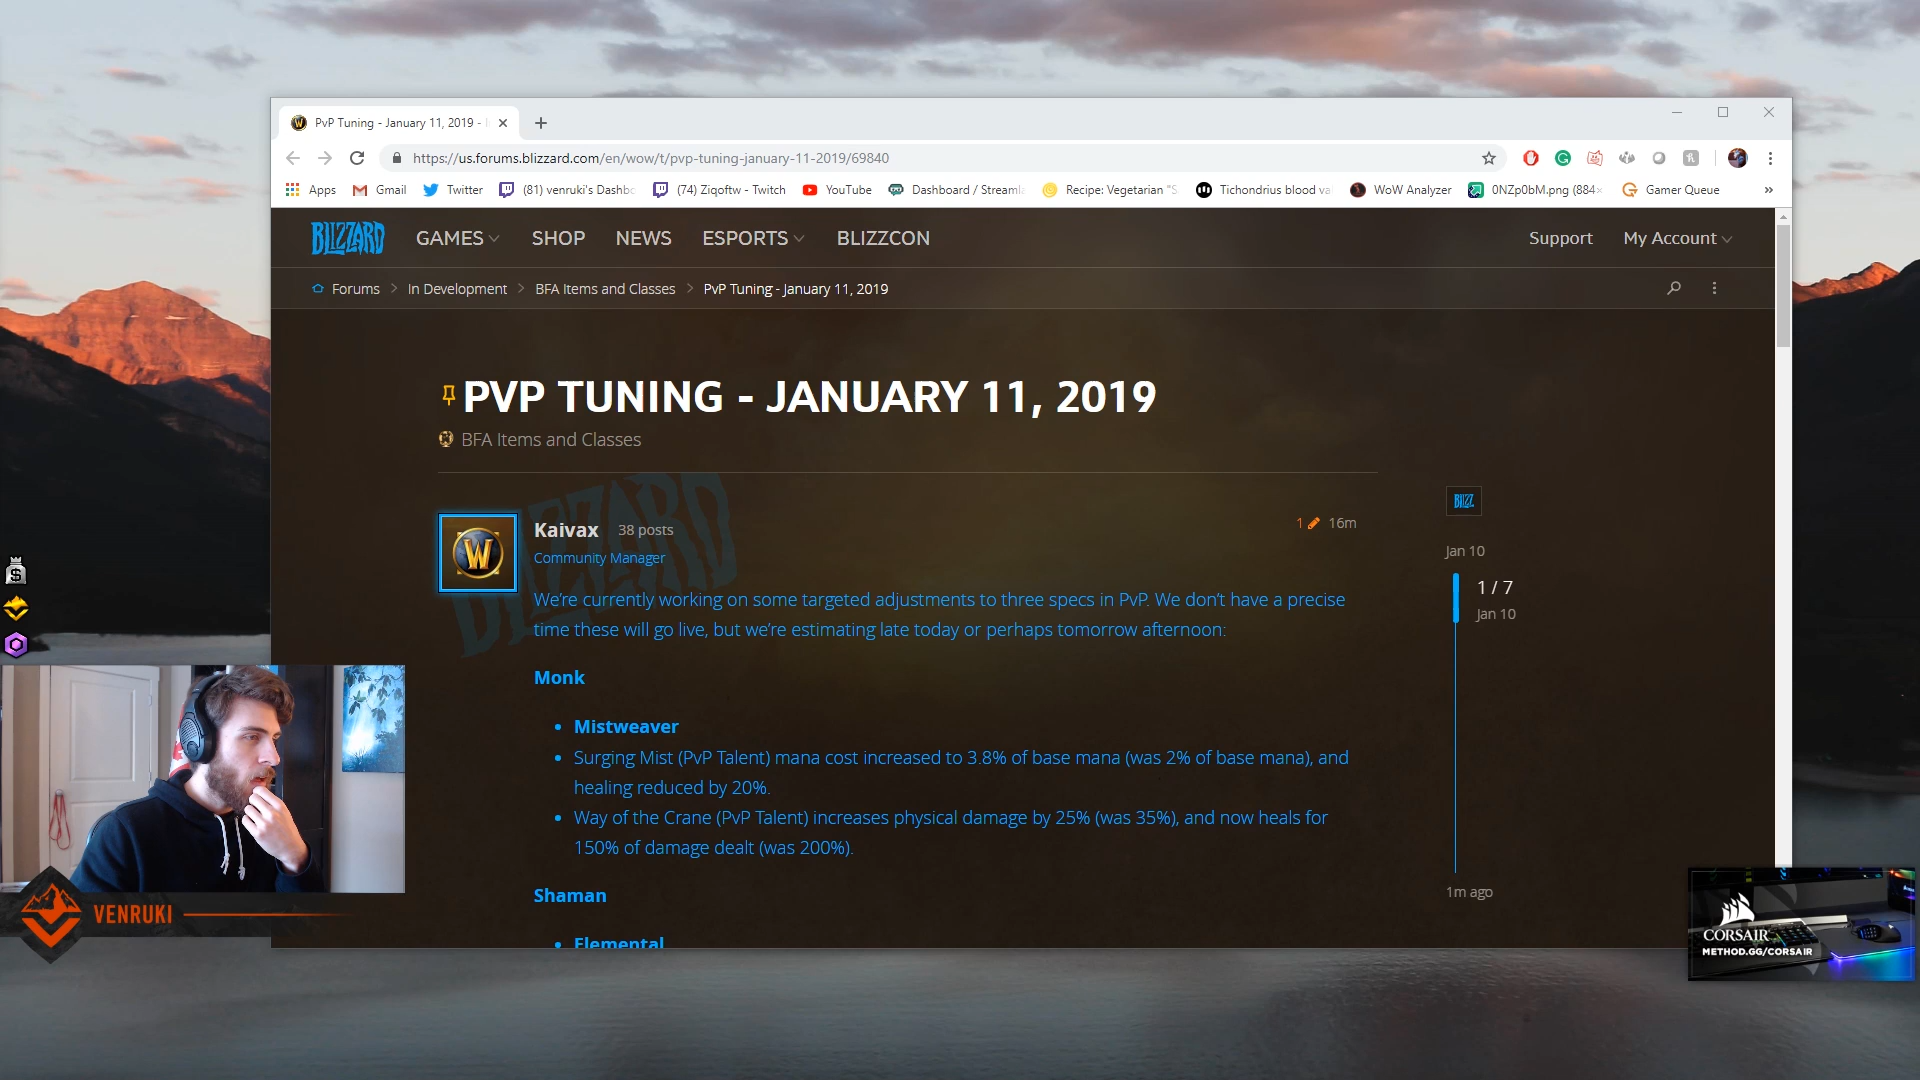 PvP Tuning - January 11, 2019 -
https://us.forums.blizzard.com/en/wow/t/pvp-tuning-january-11-2019/69840
Apps Gmail Twitter (81) venruki's Dashbo (74) Ziqoftw - Twitch YouTube Dashboard / Streamla Recipe: Vegetarian "S Tichondrius blood va WoW Analyzer 0NZp0bM.png (884× Gamer Queue »
BLIZZARD GAMES SHOP NEWS ESPORTS BLIZZCON Support My Account
Forums > In Development > BFA Items and Classes > PvP Tuning - January 11, 2019
PVP TUNING - JANUARY 11, 2019
BFA Items and Classes
BLIZZARD
BLIZZ
Kaivax 38 posts 1 16m
Community Manager
Jan 10
1 / 7
Jan 10
We're currently working on some targeted adjustments to three specs in PvP. We don't have a precise
time these will go live, but we're estimating late today or perhaps tomorrow afternoon:
Monk
• Mistweaver
• Surging Mist (PvP Talent) mana cost increased to 3.8% of base mana (was 2% of base mana), and
healing reduced by 20%.
• Way of the Crane (PvP Talent) increases physical damage by 25% (was 35%), and now heals for
150% of damage dealt (was 200%).
Shaman
• Elemental
1m ago
VENRUKI
CORSAIR
METHOD.GG/CORSAIR